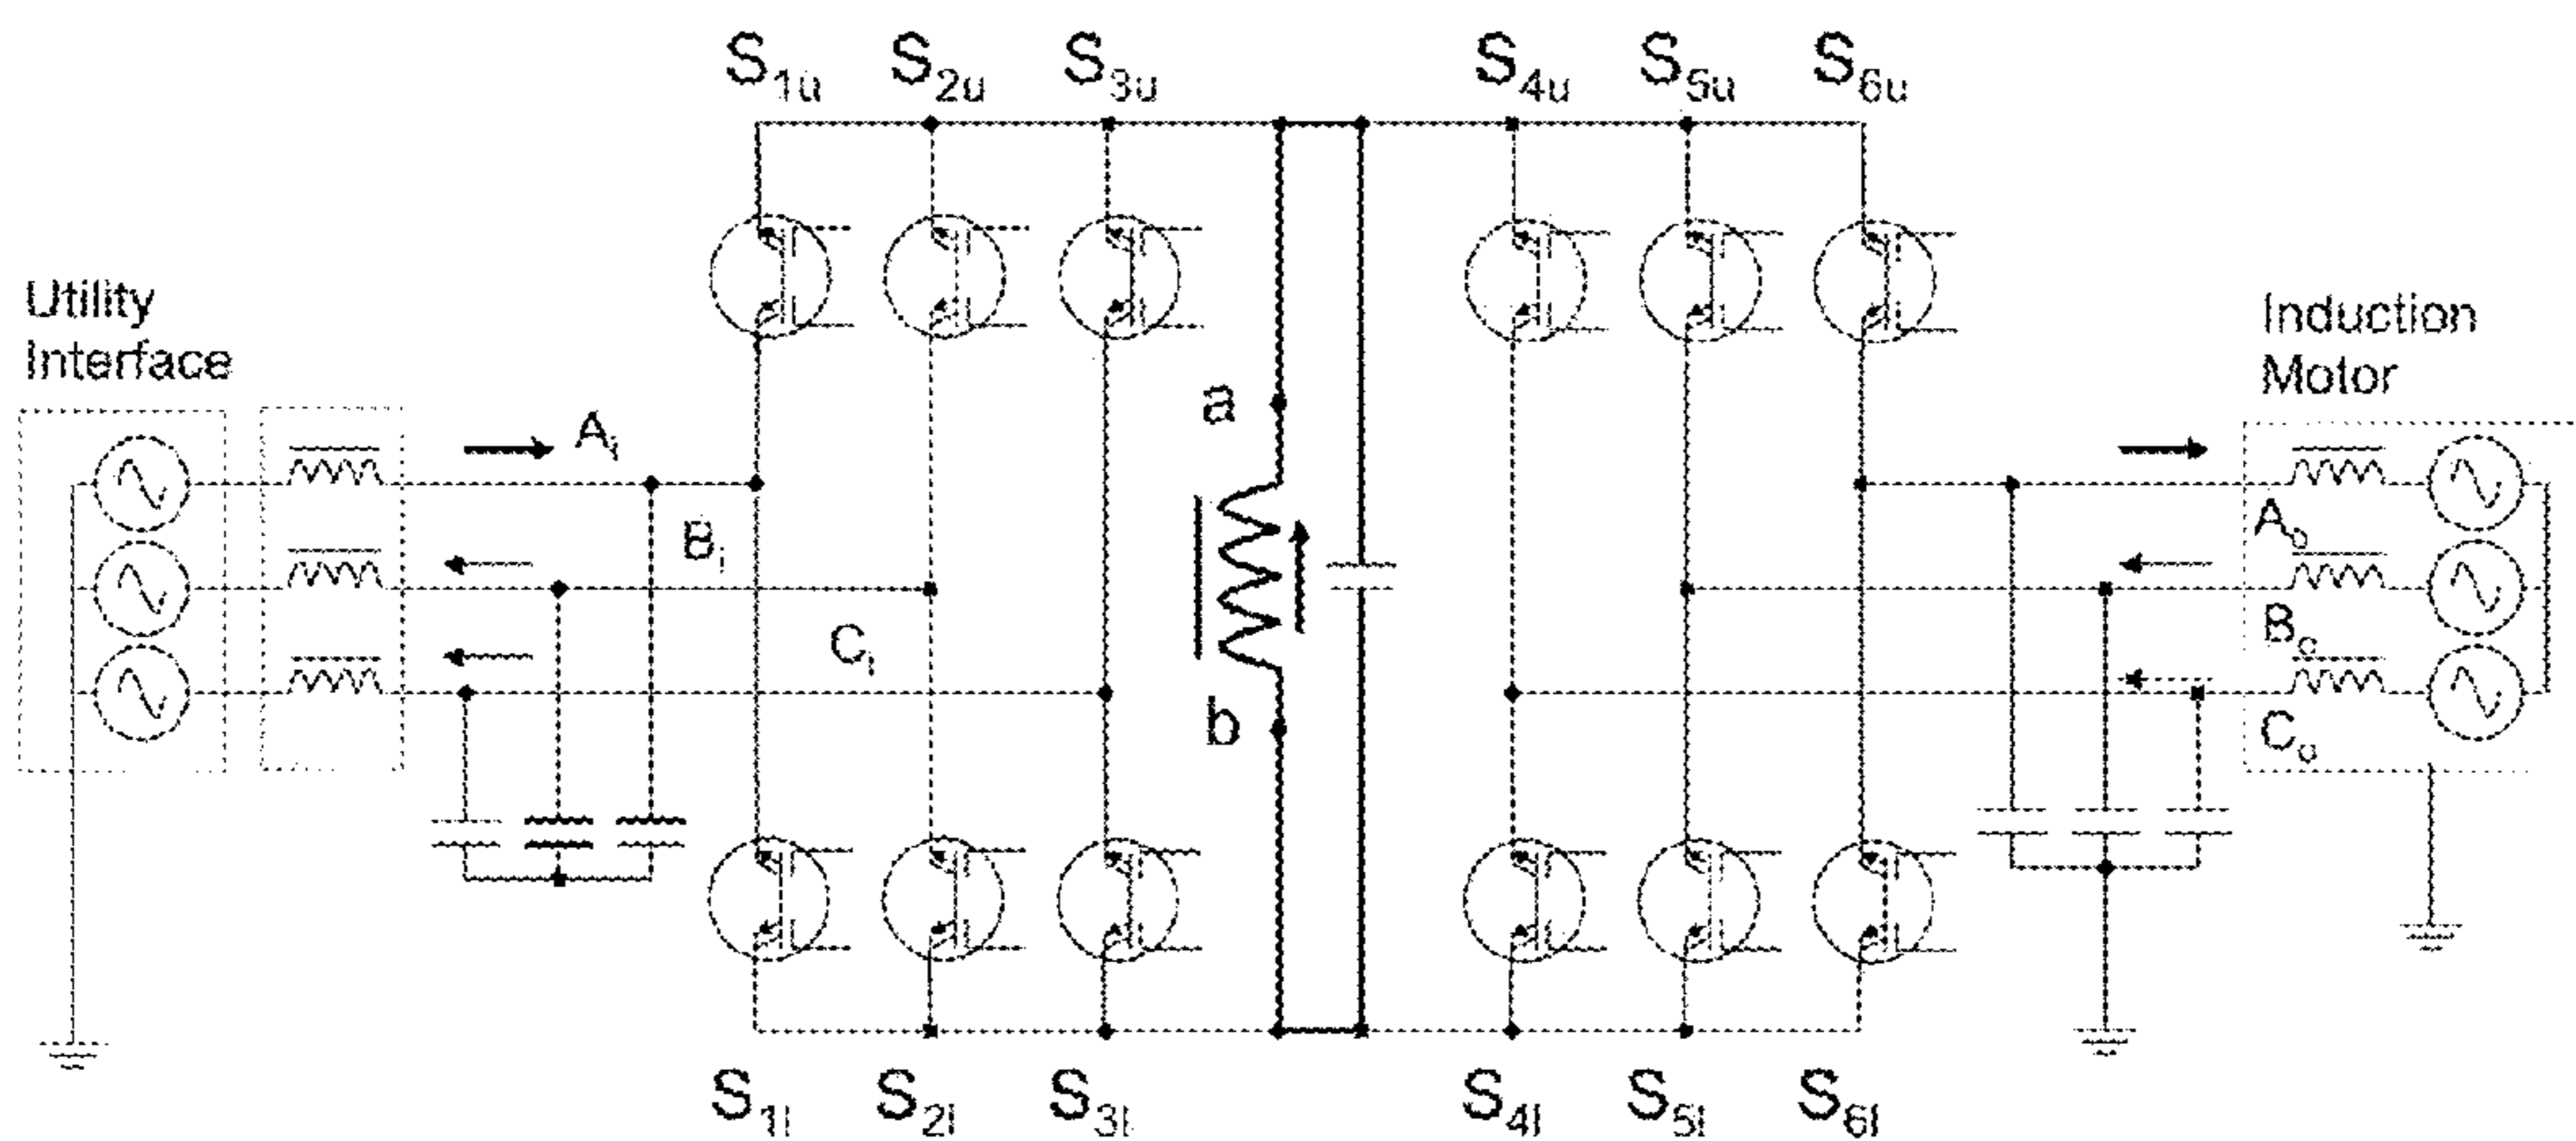 S1u S2u S3u S4u S5u S6u
Utility
Interface
Induction
Motor
a
Ai
Bi
Ao
Ci
Bo
b
Co
S1l S2l S3l S4l S5l S6l